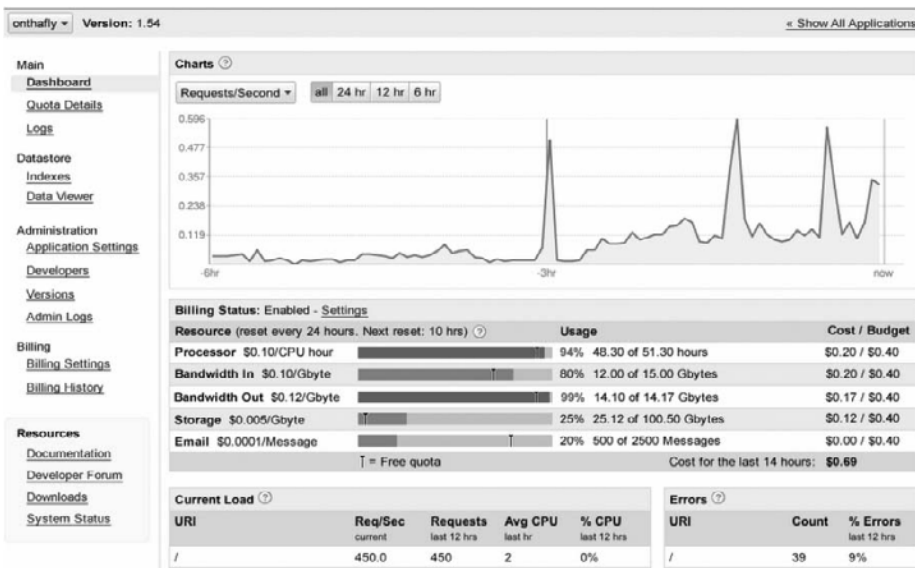 onthafly Version: 1.54
« Show All Applications
Main
Dashboard
Quota Details
Logs
Datastore
Indexes
Data Viewer
Administration
Application Settings
Developers
Versions
Admin Logs
Billing
Billing Settings
Billing History
Resources
Documentation
Developer Forum
Downloads
System Status
Charts ?
Requests/Second all 24 hr 12 hr 6 hr
0.596
0.477
0.357
0.238
0.119
-6hr -3hr now
Billing Status: Enabled - Settings
Resource (reset every 24 hours. Next reset: 10 hrs) ? Usage Cost / Budget
Processor $0.10/CPU hour 94% 48.30 of 51.30 hours $0.20 / $0.40
Bandwidth In $0.10/Gbyte 80% 12.00 of 15.00 Gbytes $0.20 / $0.40
Bandwidth Out $0.12/Gbyte 99% 14.10 of 14.17 Gbytes $0.17 / $0.40
Storage $0.005/Gbyte 25% 25.12 of 100.50 Gbytes $0.12 / $0.40
Email $0.0001/Message 20% 500 of 2500 Messages $0.00 / $0.40
= Free quota Cost for the last 14 hours: $0.69
Current Load ?
URI Req/Sec Requests Avg CPU % CPU
current last 12 hrs last hr last 12 hrs
/ 450.0 450 2 0%
Errors ?
URI Count % Errors
last 12 hrs
/ 39 9%